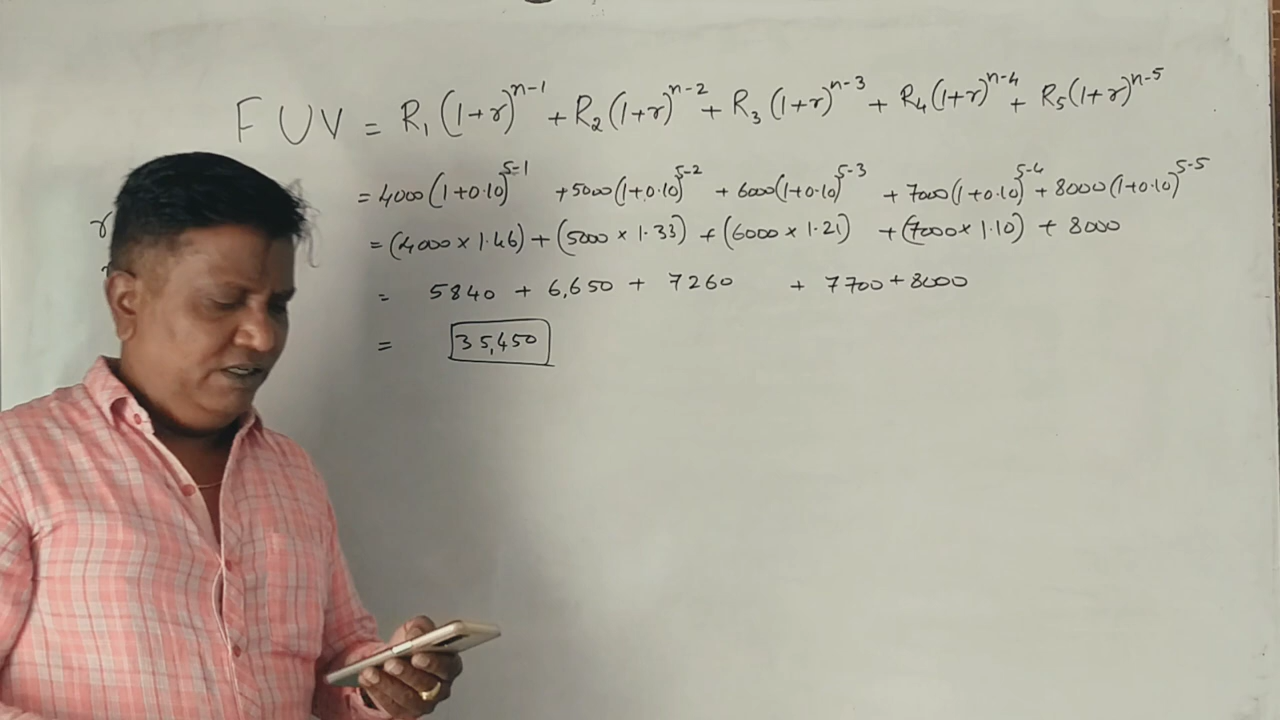 FUV = R₁(1+r)ⁿ⁻¹ + R₂(1+r)ⁿ⁻² + R₃(1+r)ⁿ⁻³ + R₄(1+r)ⁿ⁻⁴ + R₅(1+r)ⁿ⁻⁵
= 4000(1+0.10)⁵⁻¹ + 5000(1+0.10)⁵⁻² + 6000(1+0.10)⁵⁻³ + 7000(1+0.10)⁵⁻⁴ + 8000(1+0.10)⁵⁻⁵
r
= (4000 × 1.46) + (5000 × 1.33) + (6000 × 1.21) + (7000 × 1.10) + 8000
= 5840 + 6,650 + 7260 + 7700 + 8000
= 35,450